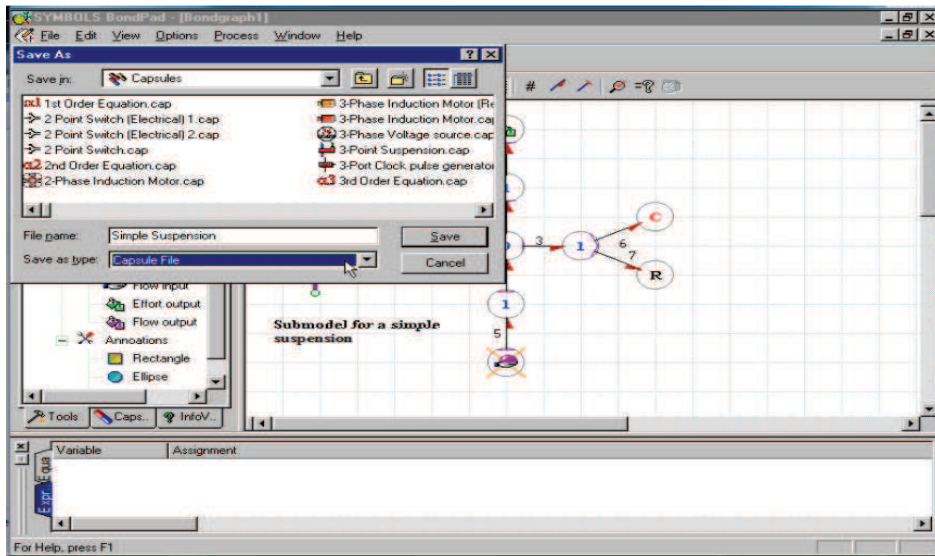 SYMBOLS BondPad - [Bondgraph1]
File Edit View Options Process Window Help
Save As
Save in: Capsules
1st Order Equation.cap
2 Point Switch (Electrical) 1.cap
2 Point Switch (Electrical) 2.cap
2 Point Switch.cap
2nd Order Equation.cap
2-Phase Induction Motor.cap
3-Phase Induction Motor (Re
3-Phase Induction Motor.cap
3-Phase Voltage source.cap
3-Point Suspension.cap
3-Port Clock pulse generator
3rd Order Equation.cap
File name: Simple Suspension Save
Save as type: Capsule File Cancel
Flow input
Effort output
Flow output
Annoations
Rectangle
Ellipse
Tools Caps.. InfoV..
1
3 1 6 C
7 R
1
5
Submodel for a simple
suspension
Variable Assignment
Equa
Expr
For Help, press F1